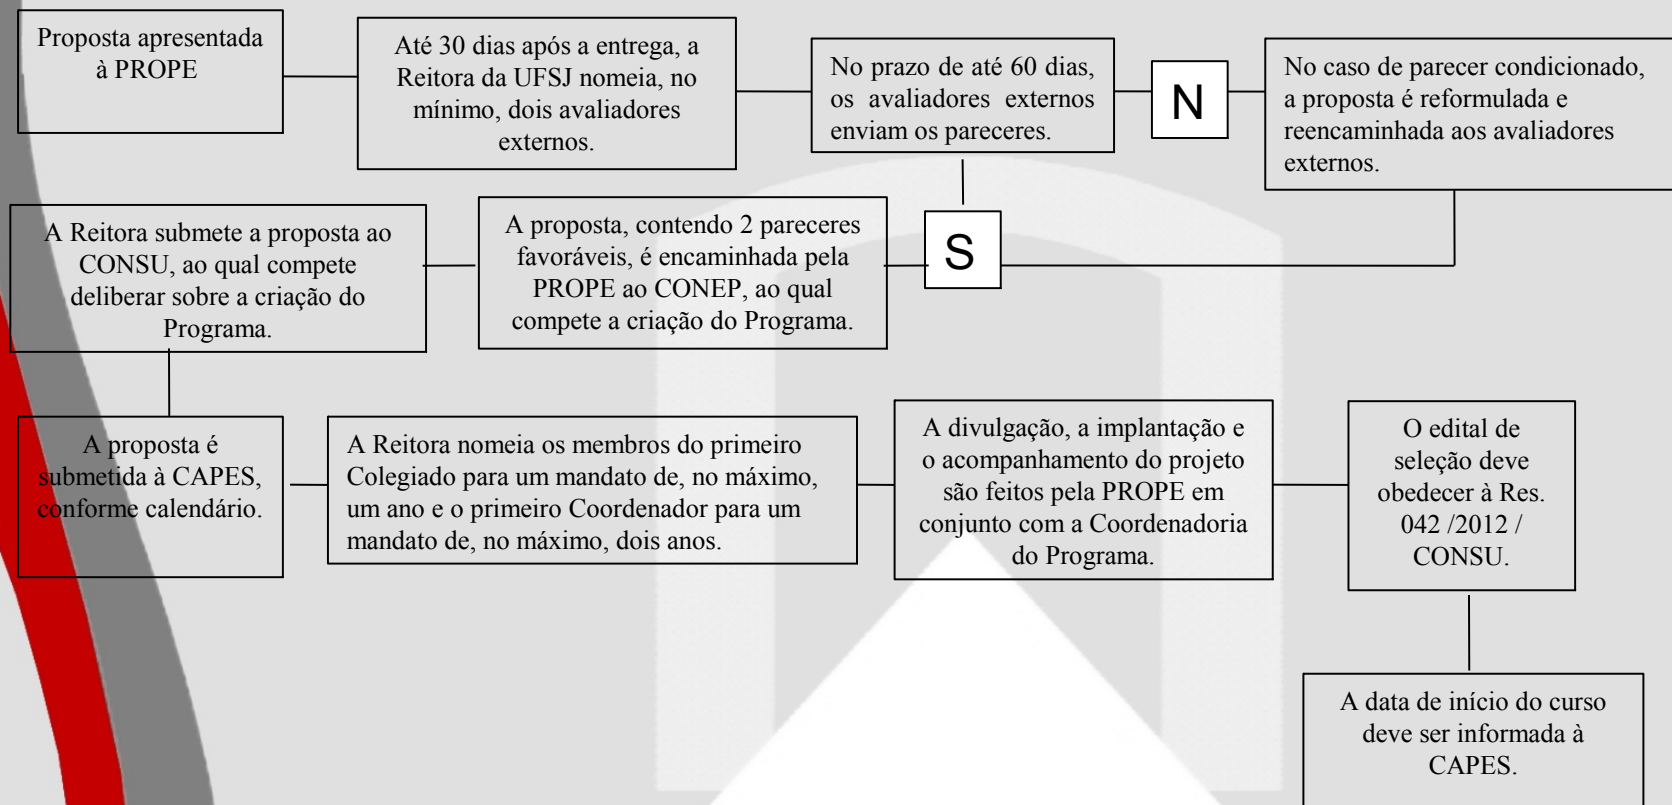 Proposta apresentada
à PROPE
Até 30 dias após a entrega, a
Reitora da UFSJ nomeia, no
mínimo, dois avaliadores
externos.
No prazo de até 60 dias,
os avaliadores externos
enviam os pareceres.
N
No caso de parecer condicionado,
a proposta é reformulada e
reencaminhada aos avaliadores
externos.
S
A proposta, contendo 2 pareceres
favoráveis, é encaminhada pela
PROPE ao CONEP, ao qual
compete a criação do Programa.
A Reitora submete a proposta ao
CONSU, ao qual compete
deliberar sobre a criação do
Programa.
A proposta é
submetida à CAPES,
conforme calendário.
A Reitora nomeia os membros do primeiro
Colegiado para um mandato de, no máximo,
um ano e o primeiro Coordenador para um
mandato de, no máximo, dois anos.
A divulgação, a implantação e
o acompanhamento do projeto
são feitos pela PROPE em
conjunto com a Coordenadoria
do Programa.
O edital de
seleção deve
obedecer à Res.
042 /2012 /
CONSU.
A data de início do curso
deve ser informada à
CAPES.